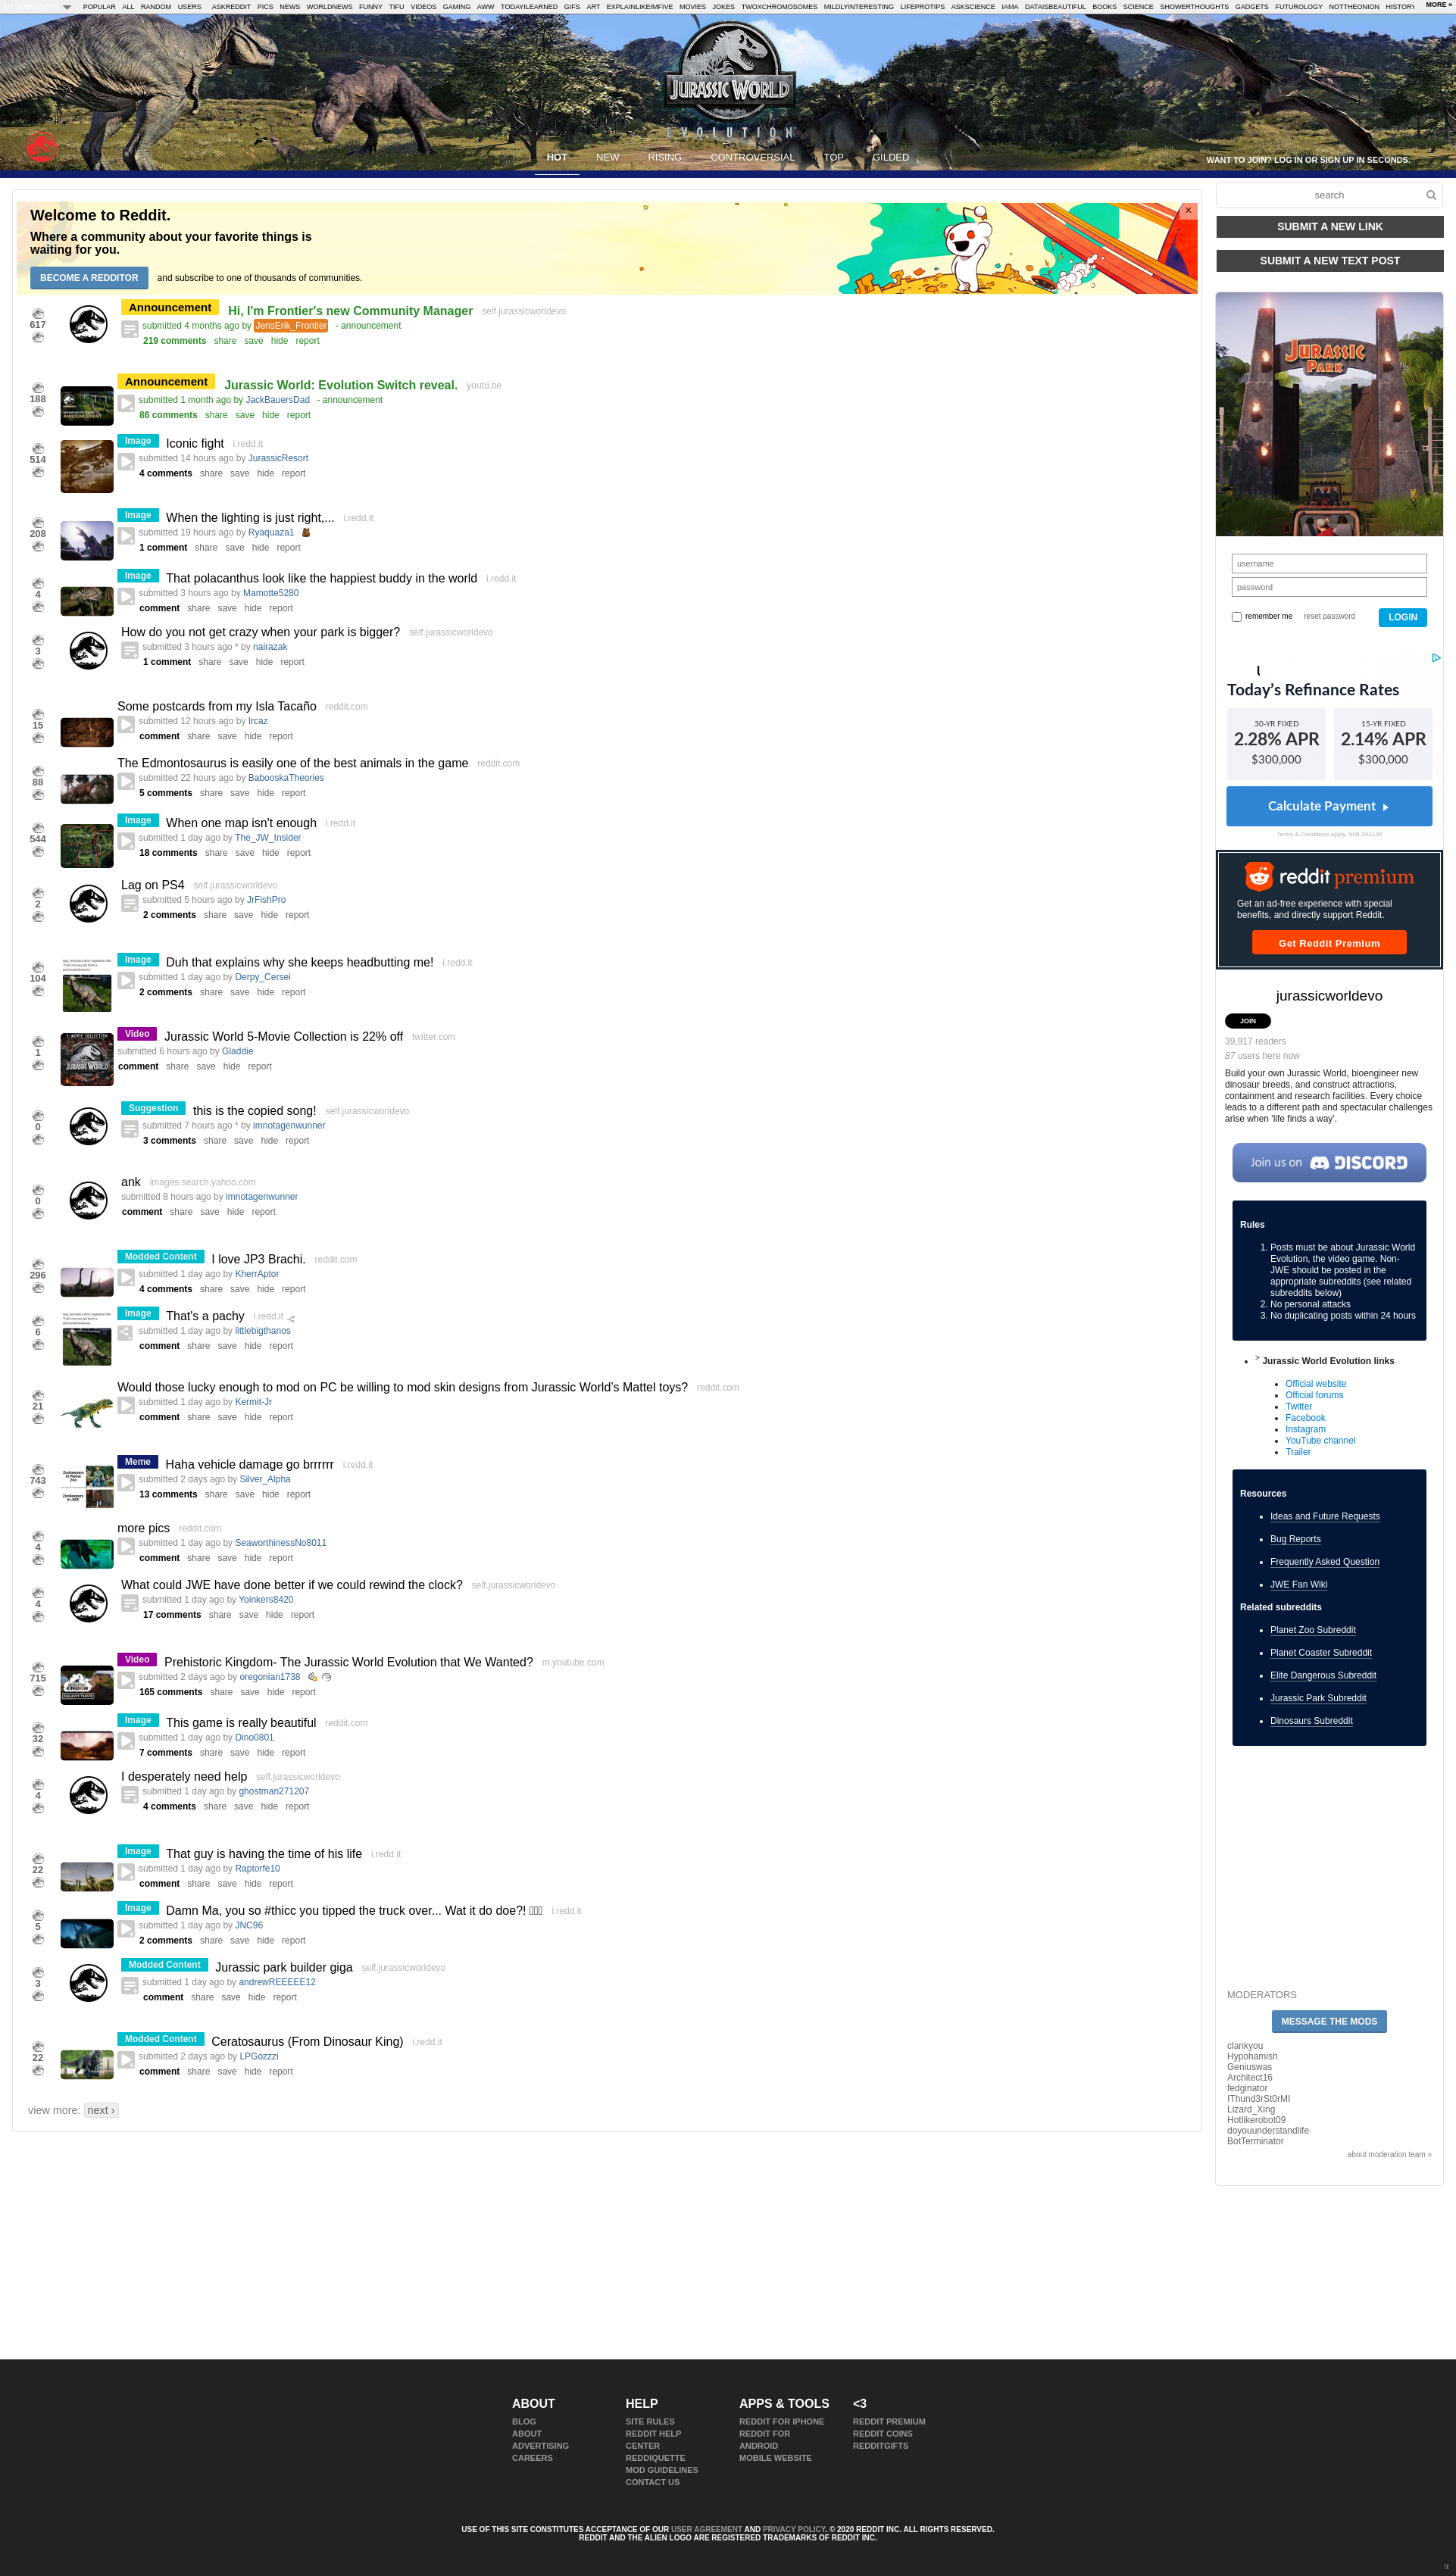 POPULAR ALL RANDOM USERS ASKREDDIT PICS NEWS WORLDNEWS FUNNY TIFU VIDEOS GAMING AWW TODAYILEARNED GIFS ART EXPLAINLIKEIMFIVE MOVIES JOKES TWOXCHROMOSOMES MILDLYINTERESTING LIFEPROTIPS ASKSCIENCE IAMA DATAISBEAUTIFUL BOOKS SCIENCE SHOWERTHOUGHTS GADGETS FUTUROLOGY NOTTHEONION HISTORY MORE »
JURASSIC WORLD
EVOLUTION
HOT NEW RISING CONTROVERSIAL TOP GILDED
WANT TO JOIN? LOG IN OR SIGN UP IN SECONDS.
Welcome to Reddit.
Where a community about your favorite things is
waiting for you.
BECOME A REDDITOR and subscribe to one of thousands of communities.
×
617
Announcement Hi, I'm Frontier's new Community Manager self.jurassicworldevo
submitted 4 months ago by JensErik_Frontier - announcement
219 comments share save hide report
188
Announcement Jurassic World: Evolution Switch reveal. youtu.be
submitted 1 month ago by JackBauersDad - announcement
86 comments share save hide report
514
Image Iconic fight i.redd.it
submitted 14 hours ago by JurassicResort
4 comments share save hide report
208
Image When the lighting is just right,... i.redd.it
submitted 19 hours ago by Ryaquaza1
1 comment share save hide report
4
Image That polacanthus look like the happiest buddy in the world i.redd.it
submitted 3 hours ago by Mamotte5280
comment share save hide report
3
How do you not get crazy when your park is bigger? self.jurassicworldevo
submitted 3 hours ago * by nairazak
1 comment share save hide report
15
Some postcards from my Isla Tacaño reddit.com
submitted 12 hours ago by Ircaz
comment share save hide report
88
The Edmontosaurus is easily one of the best animals in the game reddit.com
submitted 22 hours ago by BabooskaTheories
5 comments share save hide report
544
Image When one map isn't enough i.redd.it
submitted 1 day ago by The_JW_Insider
18 comments share save hide report
2
Lag on PS4 self.jurassicworldevo
submitted 5 hours ago by JrFishPro
2 comments share save hide report
104
Image Duh that explains why she keeps headbutting me! i.redd.it
submitted 1 day ago by Derpy_Cersei
2 comments share save hide report
1
Video Jurassic World 5-Movie Collection is 22% off twitter.com
submitted 6 hours ago by Gladdie
comment share save hide report
0
Suggestion this is the copied song! self.jurassicworldevo
submitted 7 hours ago * by imnotagenwunner
3 comments share save hide report
0
ank images.search.yahoo.com
submitted 8 hours ago by imnotagenwunner
comment share save hide report
296
Modded Content I love JP3 Brachi. reddit.com
submitted 1 day ago by KherrAptor
4 comments share save hide report
6
Image That's a pachy i.redd.it
submitted 1 day ago by littlebigthanos
comment share save hide report
21
Would those lucky enough to mod on PC be willing to mod skin designs from Jurassic World's Mattel toys? reddit.com
submitted 1 day ago by Kermit-Jr
comment share save hide report
743
Zookeepers in Planet Zoo
Zookeepers in JWE
Meme Haha vehicle damage go brrrrrr i.redd.it
submitted 2 days ago by Silver_Alpha
13 comments share save hide report
4
more pics reddit.com
submitted 1 day ago by SeaworthinessNo8011
comment share save hide report
4
What could JWE have done better if we could rewind the clock? self.jurassicworldevo
submitted 1 day ago by Yoinkers8420
17 comments share save hide report
715
Video Prehistoric Kingdom- The Jurassic World Evolution that We Wanted? m.youtube.com
submitted 2 days ago by oregonian1738
165 comments share save hide report
32
Image This game is really beautiful reddit.com
submitted 1 day ago by Dino0801
7 comments share save hide report
4
I desperately need help self.jurassicworldevo
submitted 1 day ago by ghostman271207
4 comments share save hide report
22
Image That guy is having the time of his life i.redd.it
submitted 1 day ago by Raptorfe10
comment share save hide report
5
Image Damn Ma, you so #thicc you tipped the truck over... Wat it do doe?! i.redd.it
submitted 1 day ago by JNC96
2 comments share save hide report
3
Modded Content Jurassic park builder giga self.jurassicworldevo
submitted 1 day ago by andrewREEEEE12
comment share save hide report
22
Modded Content Ceratosaurus (From Dinosaur King) i.redd.it
submitted 2 days ago by LPGozzzi
comment share save hide report
view more: next ›
search
SUBMIT A NEW LINK
SUBMIT A NEW TEXT POST
JURASSIC PARK
username
password
remember me reset password LOGIN
Today's Refinance Rates
30-YR FIXED 15-YR FIXED
2.28% APR 2.14% APR
$300,000 $300,000
Calculate Payment
Terms & Conditions apply. NMLS#1136
reddit premium
Get an ad-free experience with special
benefits, and directly support Reddit.
Get Reddit Premium
jurassicworldevo
JOIN
39,917 readers
87 users here now
Build your own Jurassic World, bioengineer new
dinosaur breeds, and construct attractions,
containment and research facilities. Every choice
leads to a different path and spectacular challenges
arise when 'life finds a way'.
Join us on DISCORD
Rules
1. Posts must be about Jurassic World
Evolution, the video game. Non-
JWE should be posted in the
appropriate subreddits (see related
subreddits below)
2. No personal attacks
3. No duplicating posts within 24 hours
> Jurassic World Evolution links
Official website
Official forums
Twitter
Facebook
Instagram
YouTube channel
Trailer
Resources
Ideas and Future Requests
Bug Reports
Frequently Asked Question
JWE Fan Wiki
Related subreddits
Planet Zoo Subreddit
Planet Coaster Subreddit
Elite Dangerous Subreddit
Jurassic Park Subreddit
Dinosaurs Subreddit
MODERATORS
MESSAGE THE MODS
clankyou
Hypohamish
Geniuswas
Architect16
fedginator
IThund3rSt0rMI
Lizard_Xing
Hotlikerobot09
doyouunderstandlife
BotTerminator
about moderation team »
ABOUT
BLOG
ABOUT
ADVERTISING
CAREERS
HELP
SITE RULES
REDDIT HELP
CENTER
REDDIQUETTE
MOD GUIDELINES
CONTACT US
APPS & TOOLS
REDDIT FOR IPHONE
REDDIT FOR
ANDROID
MOBILE WEBSITE
<3
REDDIT PREMIUM
REDDIT COINS
REDDITGIFTS
USE OF THIS SITE CONSTITUTES ACCEPTANCE OF OUR USER AGREEMENT AND PRIVACY POLICY. © 2020 REDDIT INC. ALL RIGHTS RESERVED.
REDDIT AND THE ALIEN LOGO ARE REGISTERED TRADEMARKS OF REDDIT INC.
π